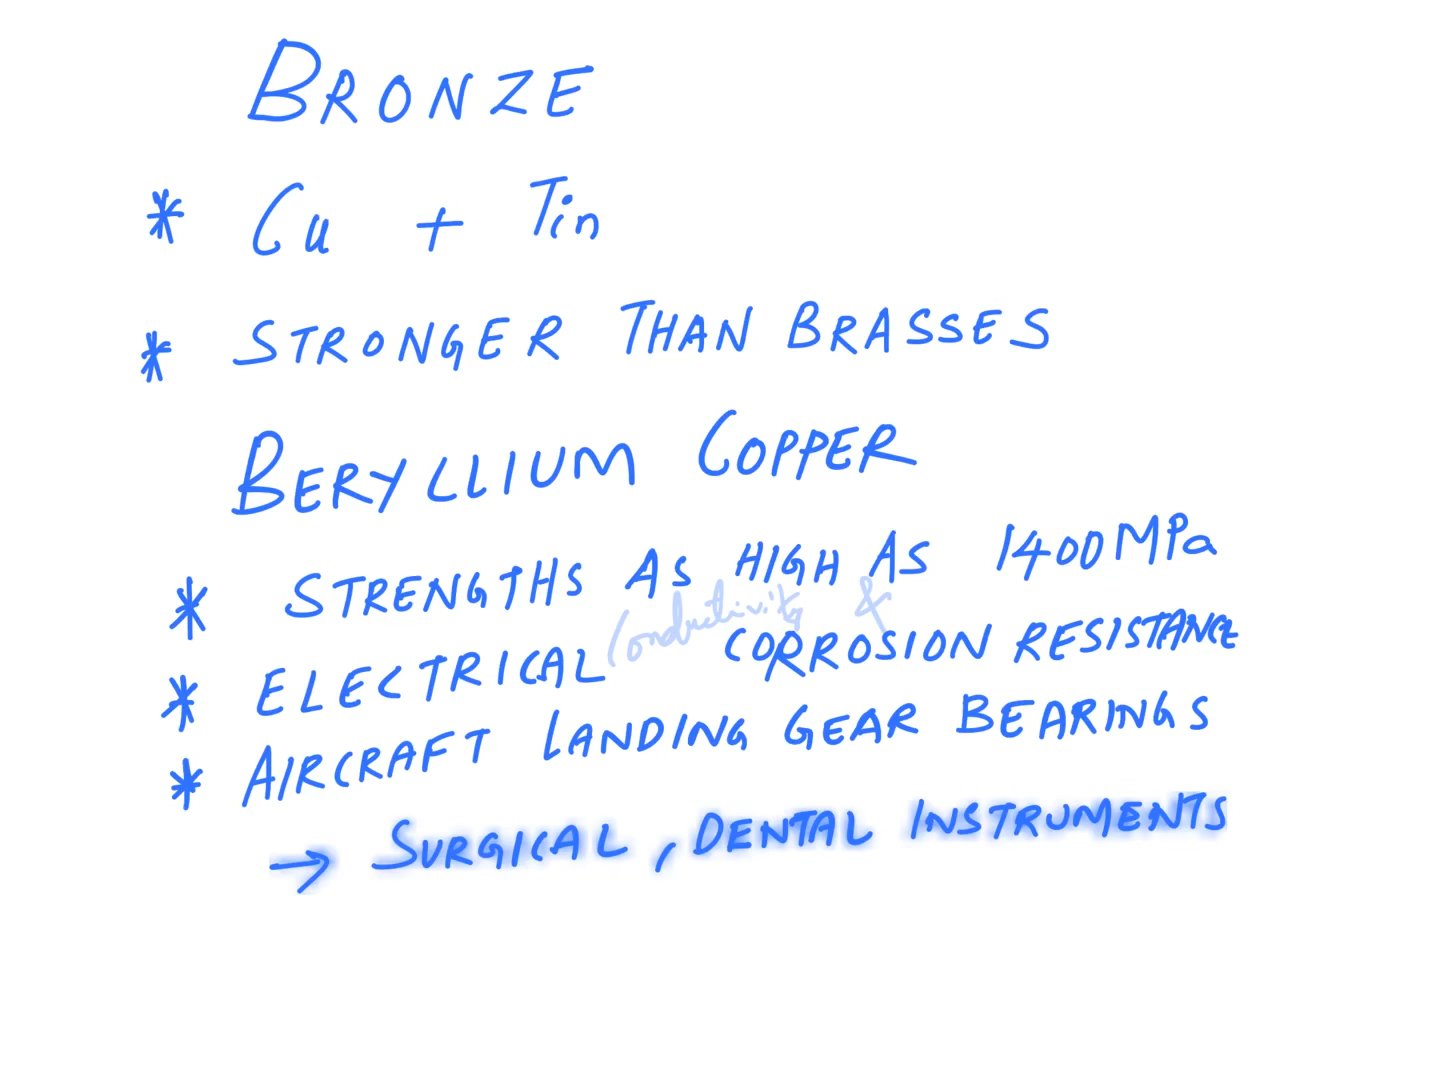 BRONZE
* Cu + Tin
* STRONGER THAN BRASSES
BERYLLIUM COPPER
* STRENGTHS AS HIGH AS 1400MPa
* ELECTRICAL Conductivity & CORROSION RESISTANCE
* AIRCRAFT LANDING GEAR BEARINGS
→ SURGICAL, DENTAL INSTRUMENTS